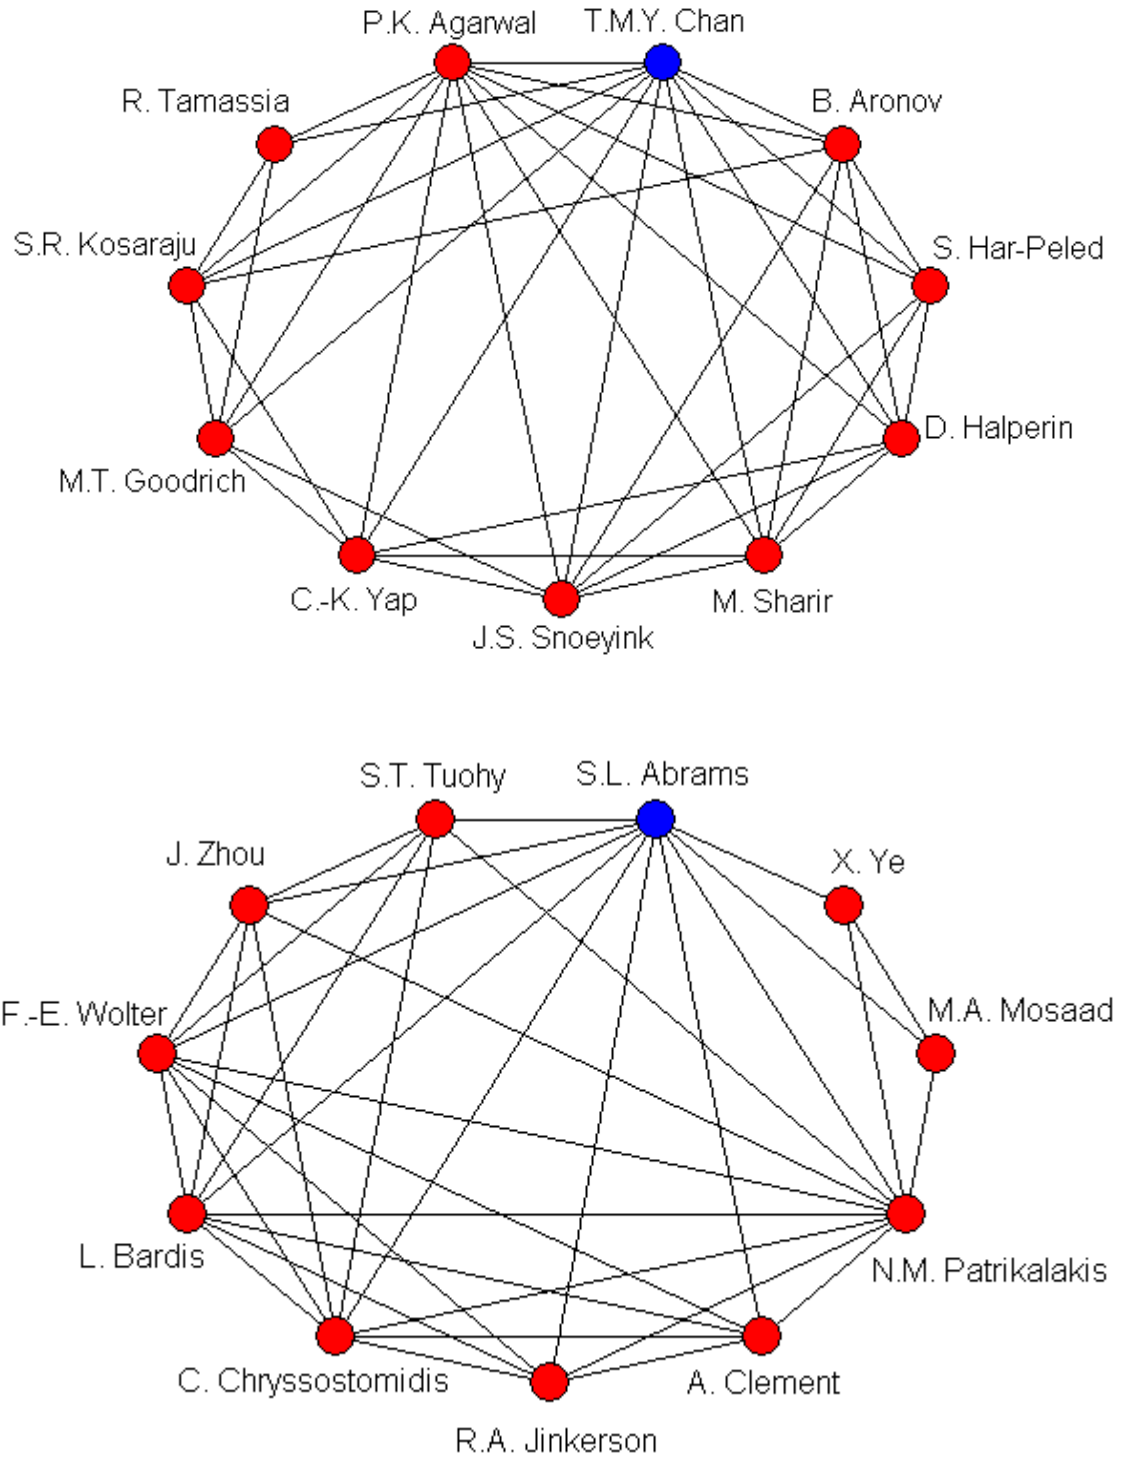 P.K. Agarwal
T.M.Y. Chan
R. Tamassia
B. Aronov
S.R. Kosaraju
S. Har-Peled
D. Halperin
M.T. Goodrich
C.-K. Yap
M. Sharir
J.S. Snoeyink
S.T. Tuohy
S.L. Abrams
J. Zhou
X. Ye
F.-E. Wolter
M.A. Mosaad
L. Bardis
N.M. Patrikalakis
C. Chryssostomidis
A. Clement
R.A. Jinkerson